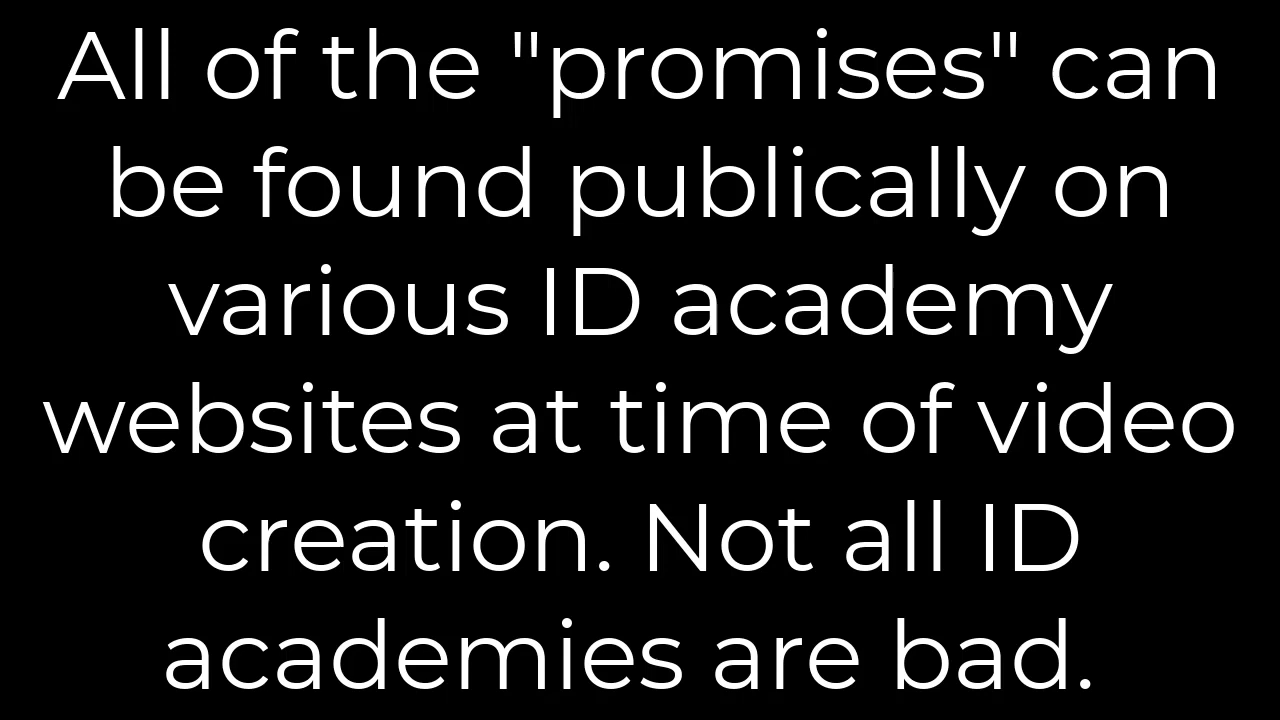 All of the "promises" can
be found publically on
various ID academy
websites at time of video
creation. Not all ID
academies are bad.